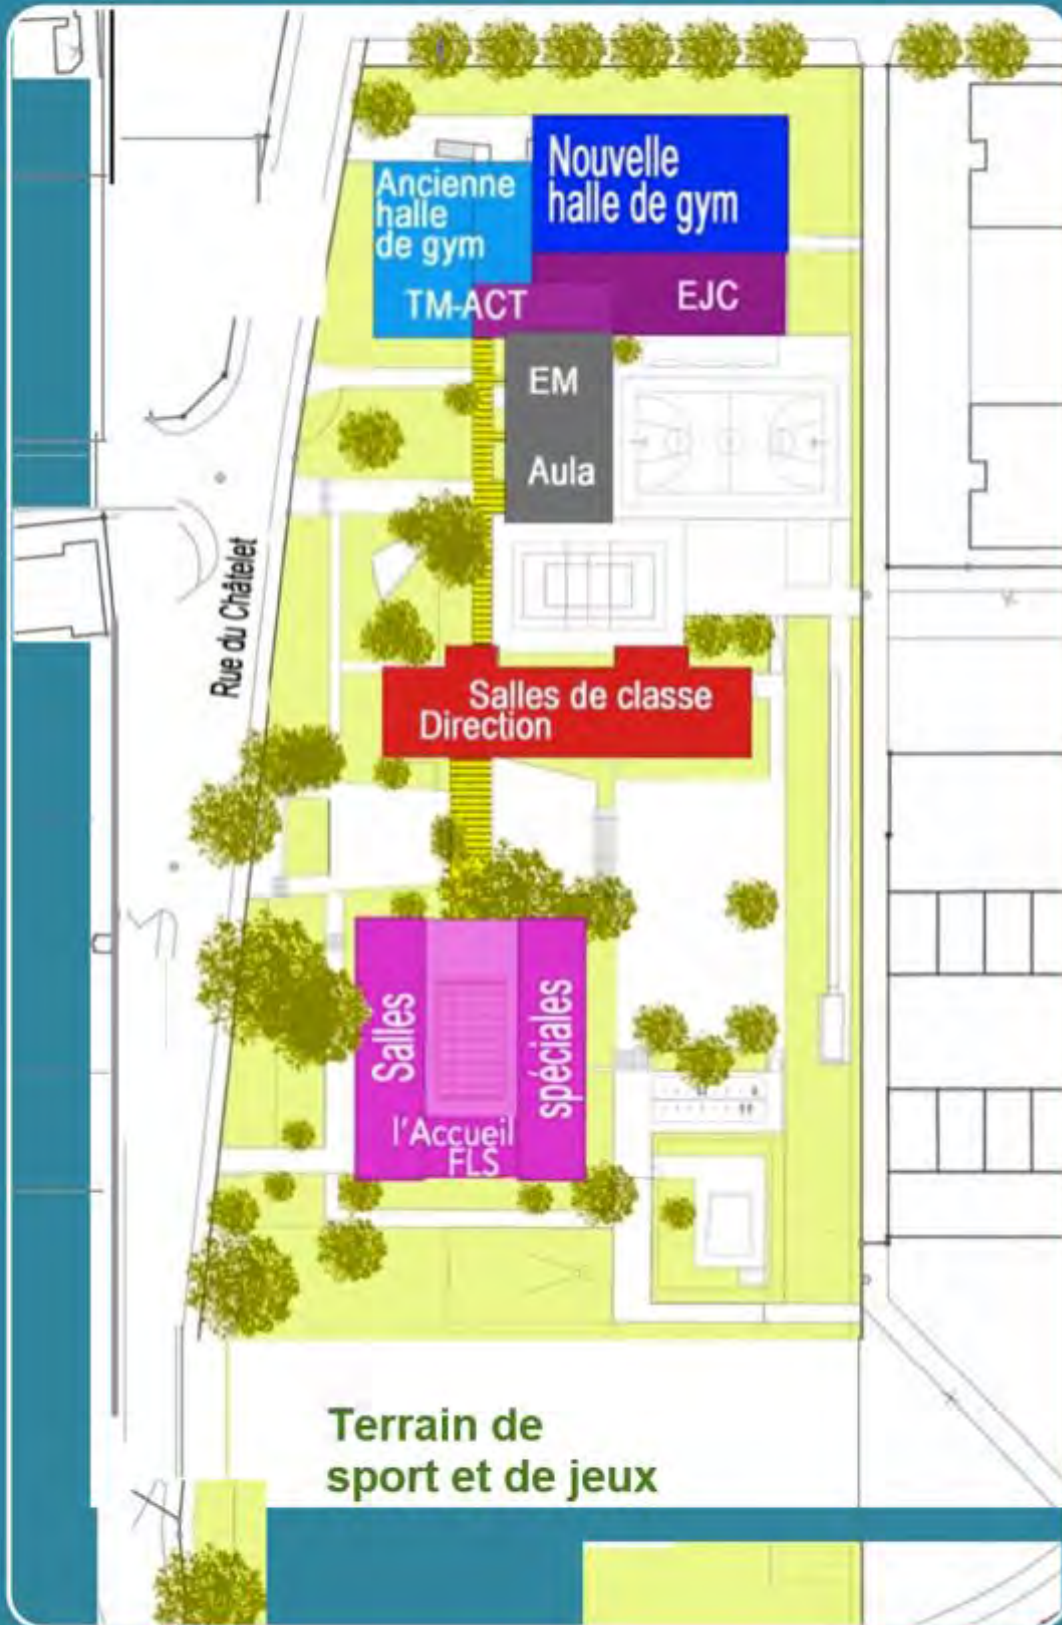 Nouvelle
halle de gym
Ancienne
halle
de gym
TM-ACT
EJC
EM
Aula
Rue du Châtelet
Salles de classe
Direction
Salles
spéciales
l'Accueil
FLS
Terrain de
sport et de jeux